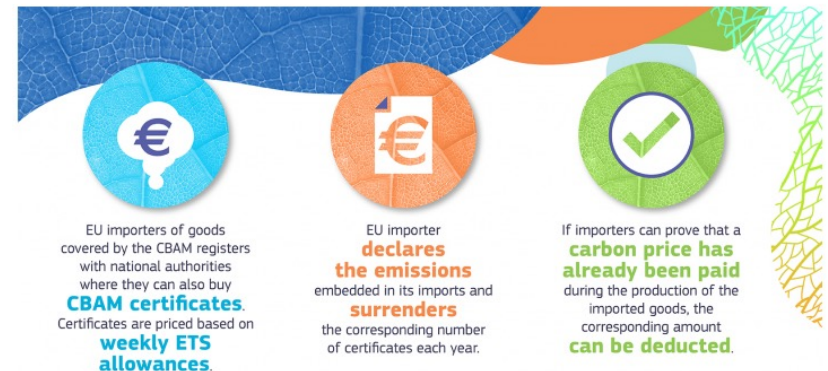 EU importers of goods
covered by the CBAM registers
with national authorities
where they can also buy
CBAM certificates.
Certificates are priced based on
weekly ETS
allowances.
EU importer
declares
the emissions
embedded in its imports and
surrenders
the corresponding number
of certificates each year.
If importers can prove that a
carbon price has
already been paid
during the production of the
imported goods, the
corresponding amount
can be deducted.